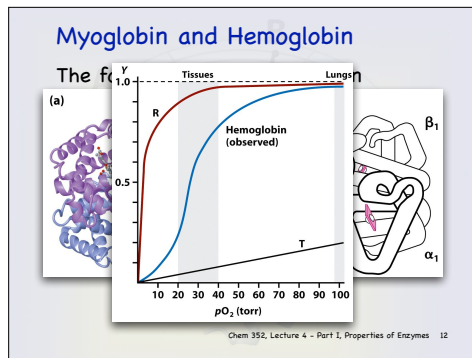 Myoglobin and Hemoglobin
The
n
(a)
Y
Tissues
Lungs
1.0
R
Hemoglobin
(observed)
0.5
T
10 20 30 40 50 60 70 80 90 100
pO₂ (torr)
β₁
α₁
Chem 352, Lecture 4 - Part I, Properties of Enzymes 12